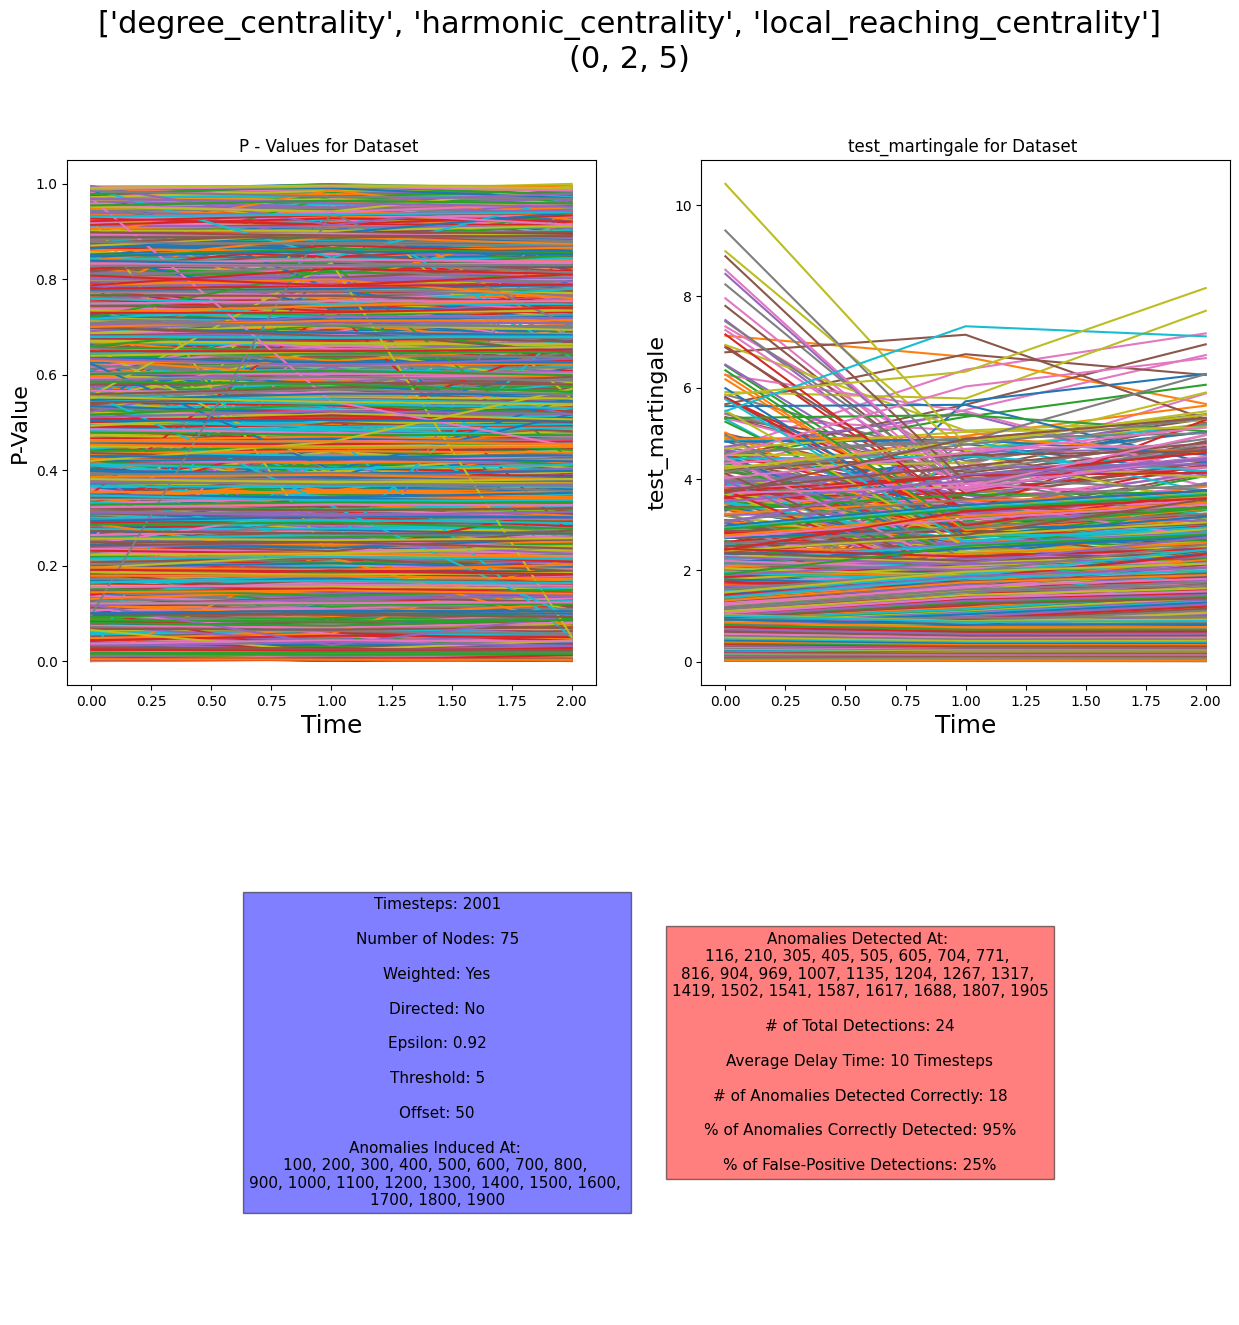 ['degree_centrality', 'harmonic_centrality', 'local_reaching_centrality']
(0, 2, 5)
P - Values for Dataset
1.0
0.8
0.6
0.4
0.2
0.0
P-Value
0.00 0.25 0.50 0.75 1.00 1.25 1.50 1.75 2.00
Time
test_martingale for Dataset
10
8
6
4
2
0
test_martingale
0.00 0.25 0.50 0.75 1.00 1.25 1.50 1.75 2.00
Time
Timesteps: 2001
Number of Nodes: 75
Weighted: Yes
Directed: No
Epsilon: 0.92
Threshold: 5
Offset: 50
Anomalies Induced At:
100, 200, 300, 400, 500, 600, 700, 800,
900, 1000, 1100, 1200, 1300, 1400, 1500, 1600,
1700, 1800, 1900
Anomalies Detected At:
116, 210, 305, 405, 505, 605, 704, 771,
816, 904, 969, 1007, 1135, 1204, 1267, 1317,
1419, 1502, 1541, 1587, 1617, 1688, 1807, 1905
# of Total Detections: 24
Average Delay Time: 10 Timesteps
# of Anomalies Detected Correctly: 18
% of Anomalies Correctly Detected: 95%
% of False-Positive Detections: 25%